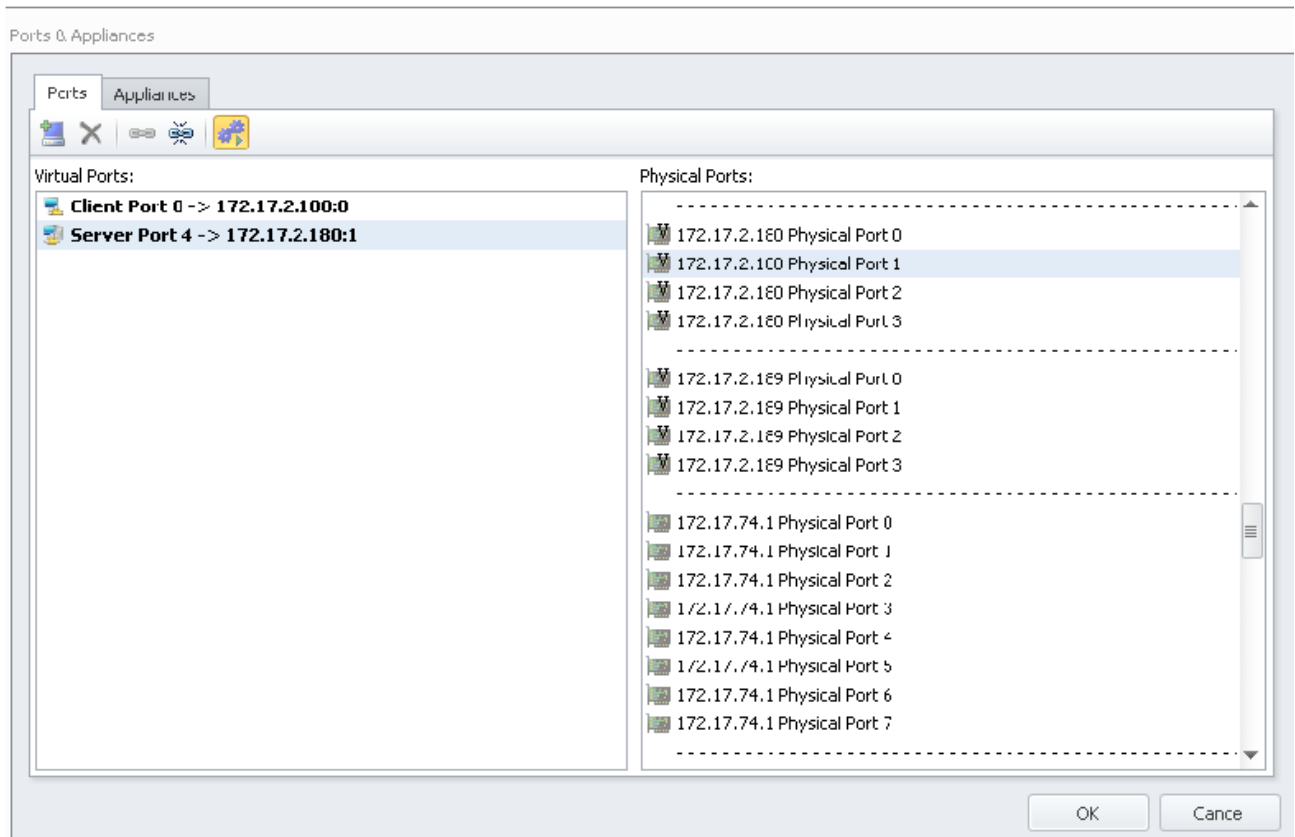 Ports & Appliances
Ports
Appliances
Virtual Ports:
Client Port 0 -> 172.17.2.100:0
Server Port 4 -> 172.17.2.180:1
Physical Ports:
172.17.2.180 Physical Port 0
172.17.2.100 Physical Port 1
172.17.2.180 Physical Port 2
172.17.2.180 Physical Port 3
172.17.2.189 Physical Port 0
172.17.2.189 Physical Port 1
172.17.2.189 Physical Port 2
172.17.2.189 Physical Port 3
172.17.74.1 Physical Port 0
172.17.74.1 Physical Port 1
172.17.74.1 Physical Port 2
172.17.74.1 Physical Port 3
172.17.74.1 Physical Port 4
172.17.74.1 Physical Port 5
172.17.74.1 Physical Port 6
172.17.74.1 Physical Port 7
OK
Cance